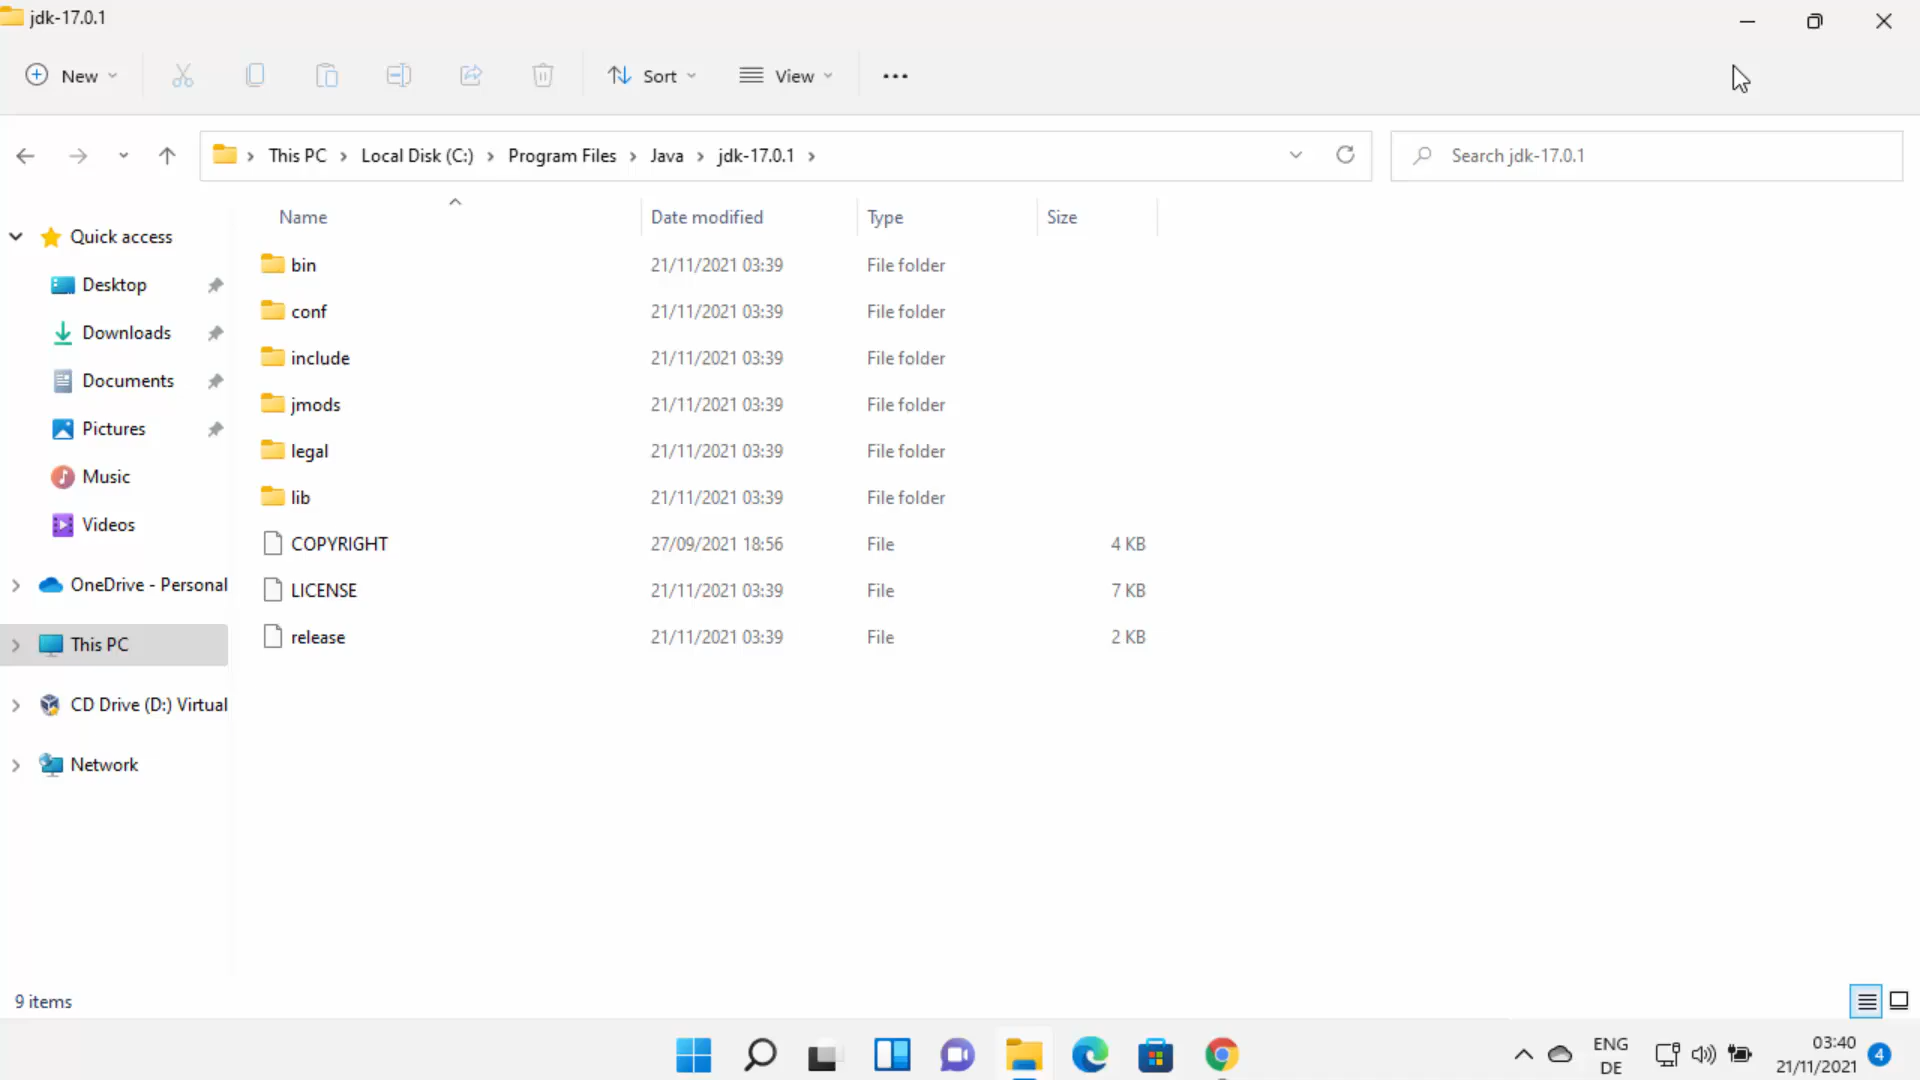 jdk-17.0.1
New Sort View
This PC Local Disk (C:) Program Files Java jdk-17.0.1
Search jdk-17.0.1
Name Date modified Type Size
Quick access
Desktop
Downloads
Documents
Pictures
Music
Videos
OneDrive - Personal
This PC
CD Drive (D:) Virtual
Network
bin 21/11/2021 03:39 File folder
conf 21/11/2021 03:39 File folder
include 21/11/2021 03:39 File folder
jmods 21/11/2021 03:39 File folder
legal 21/11/2021 03:39 File folder
lib 21/11/2021 03:39 File folder
COPYRIGHT 27/09/2021 18:56 File 4 KB
LICENSE 21/11/2021 03:39 File 7 KB
release 21/11/2021 03:39 File 2 KB
9 items
ENG
DE
03:40
21/11/2021
4